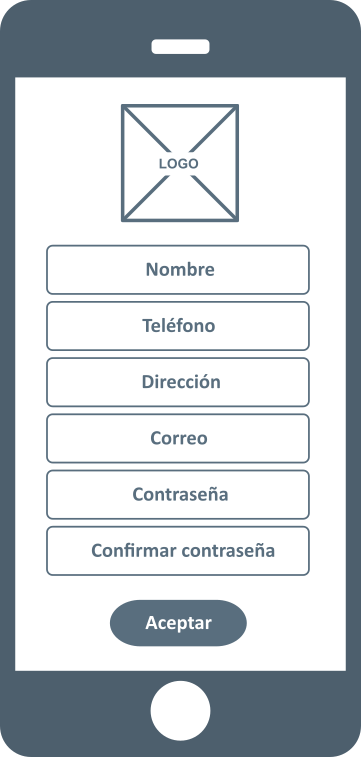 LOGO
Nombre
Teléfono
Dirección
Correo
Contraseña
Confirmar contraseña
Aceptar